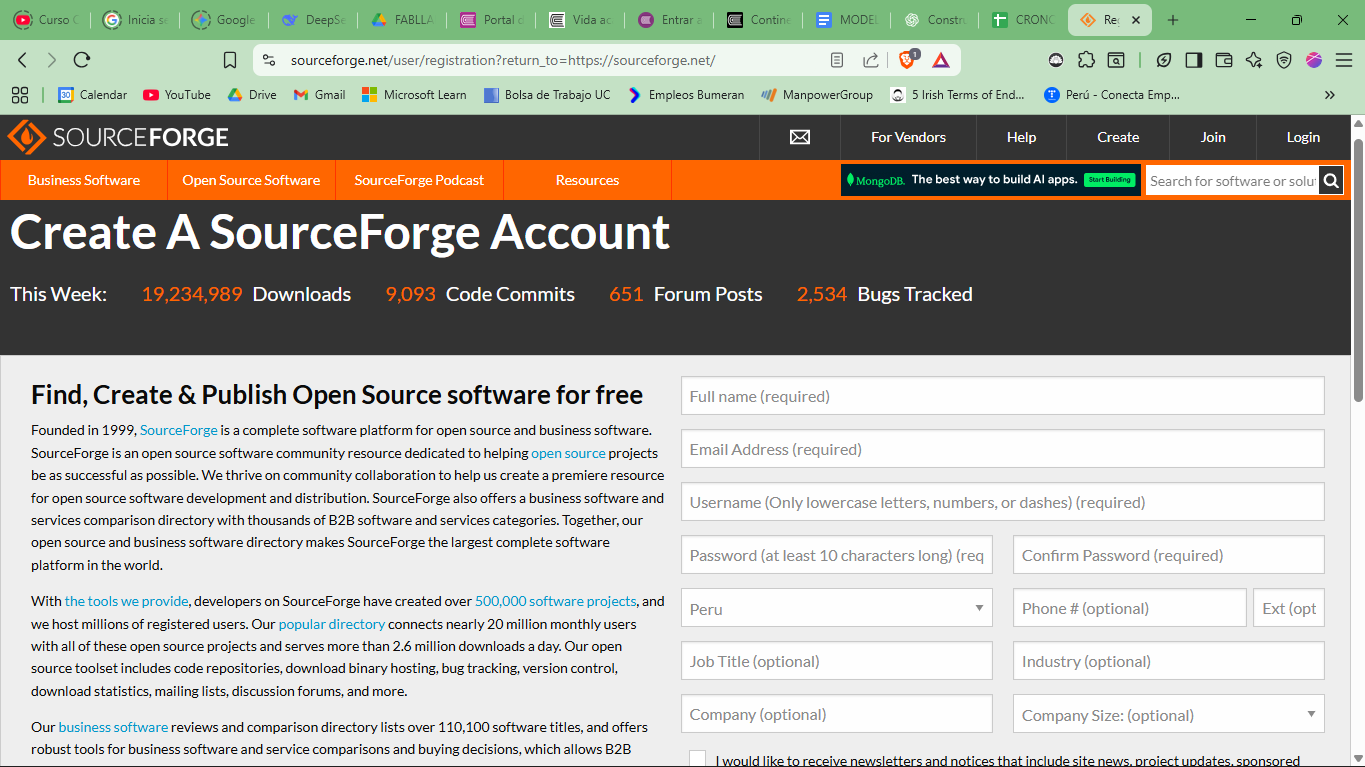 Curso C
Inicia se
Google
DeepSe
FABLLA
Portal d
Vida ac
Entrar a
Contine
MODEL
Constru
CRONC
Re
sourceforge.net/user/registration?return_to=https://sourceforge.net/
1
Calendar
YouTube
Drive
Gmail
Microsoft Learn
Bolsa de Trabajo UC
Empleos Bumeran
ManpowerGroup
5 Irish Terms of End...
Perú - Conecta Emp...
SOURCEFORGE
For Vendors
Help
Create
Join
Login
Business Software
Open Source Software
SourceForge Podcast
Resources
MongoDB. The best way to build AI apps. Start Building
Search for software or solut
Create A SourceForge Account
This Week: 19,234,989 Downloads 9,093 Code Commits 651 Forum Posts 2,534 Bugs Tracked
Find, Create & Publish Open Source software for free
Founded in 1999, SourceForge is a complete software platform for open source and business software.
SourceForge is an open source software community resource dedicated to helping open source projects
be as successful as possible. We thrive on community collaboration to help us create a premiere resource
for open source software development and distribution. SourceForge also offers a business software and
services comparison directory with thousands of B2B software and services categories. Together, our
open source and business software directory makes SourceForge the largest complete software
platform in the world.
With the tools we provide, developers on SourceForge have created over 500,000 software projects, and
we host millions of registered users. Our popular directory connects nearly 20 million monthly users
with all of these open source projects and serves more than 2.6 million downloads a day. Our open
source toolset includes code repositories, download binary hosting, bug tracking, version control,
download statistics, mailing lists, discussion forums, and more.
Our business software reviews and comparison directory lists over 110,100 software titles, and offers
robust tools for business software and service comparisons and buying decisions, which allows B2B
Full name (required)
Email Address (required)
Username (Only lowercase letters, numbers, or dashes) (required)
Password (at least 10 characters long) (req
Confirm Password (required)
Peru
Phone # (optional)
Ext (opt
Job Title (optional)
Industry (optional)
Company (optional)
Company Size: (optional)
I would like to receive newsletters and notices that include site news, project updates, sponsored